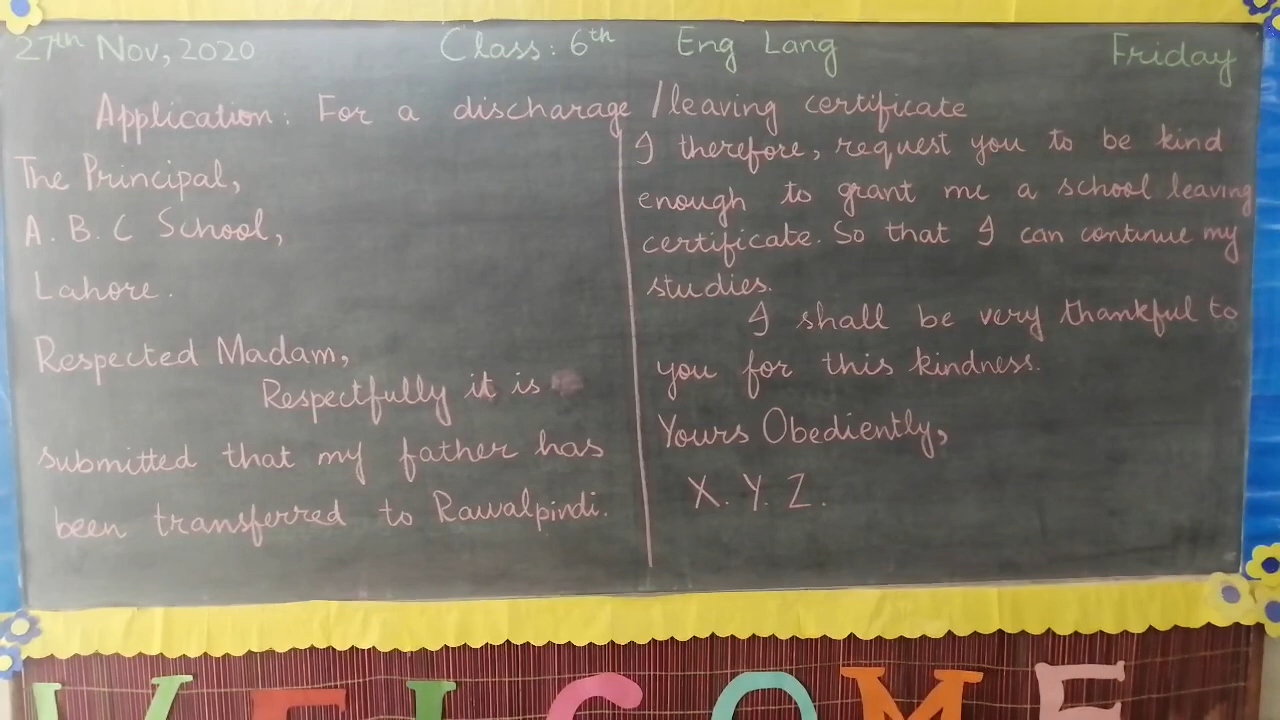 27th Nov, 2020 Class: 6th Eng Lang Friday
Application: For a discharage /leaving certificate
The Principal,
A. B. C School,
Lahore.
Respected Madam,
Respectfully it is
submitted that my father has
been transferred to Rawalpindi.
I therefore, request you to be kind
enough to grant me a school leaving
certificate. So that I can continue my
studies.
I shall be very thankful to
you for this kindness.
Yours Obediently,
X. Y. Z.
WELCOME